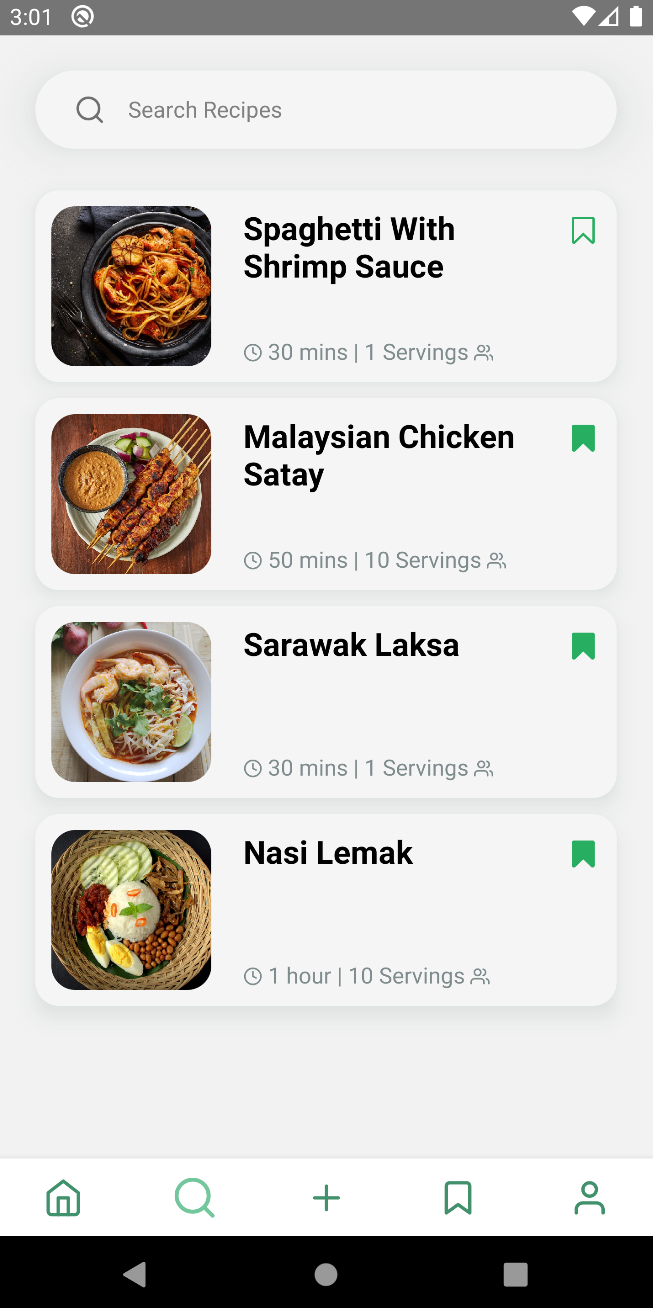 3:01
Search Recipes
Spaghetti With
Shrimp Sauce
30 mins | 1 Servings
Malaysian Chicken
Satay
50 mins | 10 Servings
Sarawak Laksa
30 mins | 1 Servings
Nasi Lemak
1 hour | 10 Servings